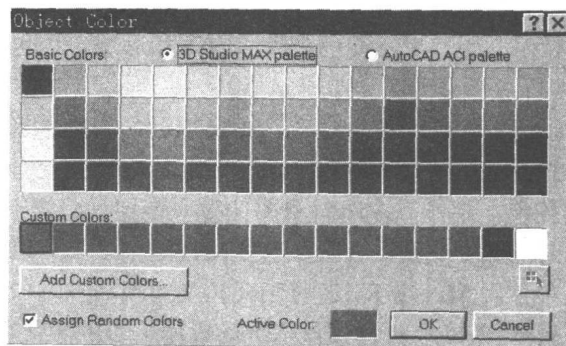 Object Color
Basic Colors:
3D Studio MAX palette
AutoCAD ACI palette
Custom Colors:
Add Custom Colors...
Assign Random Colors
Active Color:
OK
Cancel